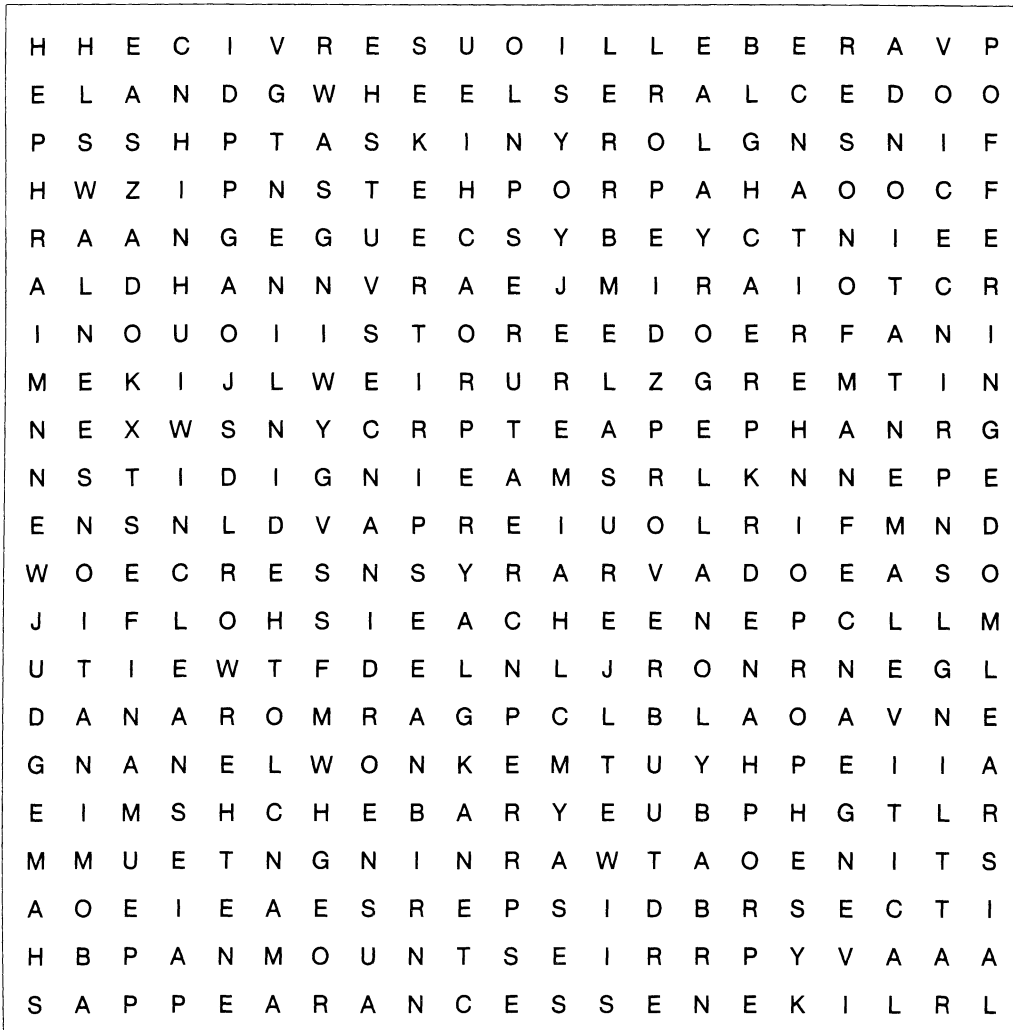 H H E C I V R E S U O I L L E B E R A V P
E L A N D G W H E E L S E R A L C E D O O
P S S H P T A S K I N Y R O L G N S N I F
H W Z I P N S T E H P O R P A H A O O C F
R A A N G E G U E C S Y B E Y C T N I E E
A L D H A N N V R A E J M I R A I O T C R
I N O U O I I S T O R E E D O E R F A N I
M E K I J L W E I R U R L Z G R E M T I N
N E X W S N Y C R P T E A P E P H A N R G
N S T I D I G N I E A M S R L K N N E P E
E N S N L D V A P R E I U O L R I F M N D
W O E C R E S N S Y R A R V A D O E A S O
J I F L O H S I E A C H E E N E P C L L M
U T I E W T F D E L N L J R O N R N E G L
D A N A R O M R A G P C L B L A O A V N E
G N A N E L W O N K E M T U Y H P E I I A
E I M S H C H E B A R Y E U B P H G T L R
M M U E T N G N I N R A W T A O E N I T S
A O E I E A E S R E P S I D B R S E C T I
H B P A N M O U N T S E I R R P Y V A A A
S A P P E A R A N C E S S E N E K I L R L